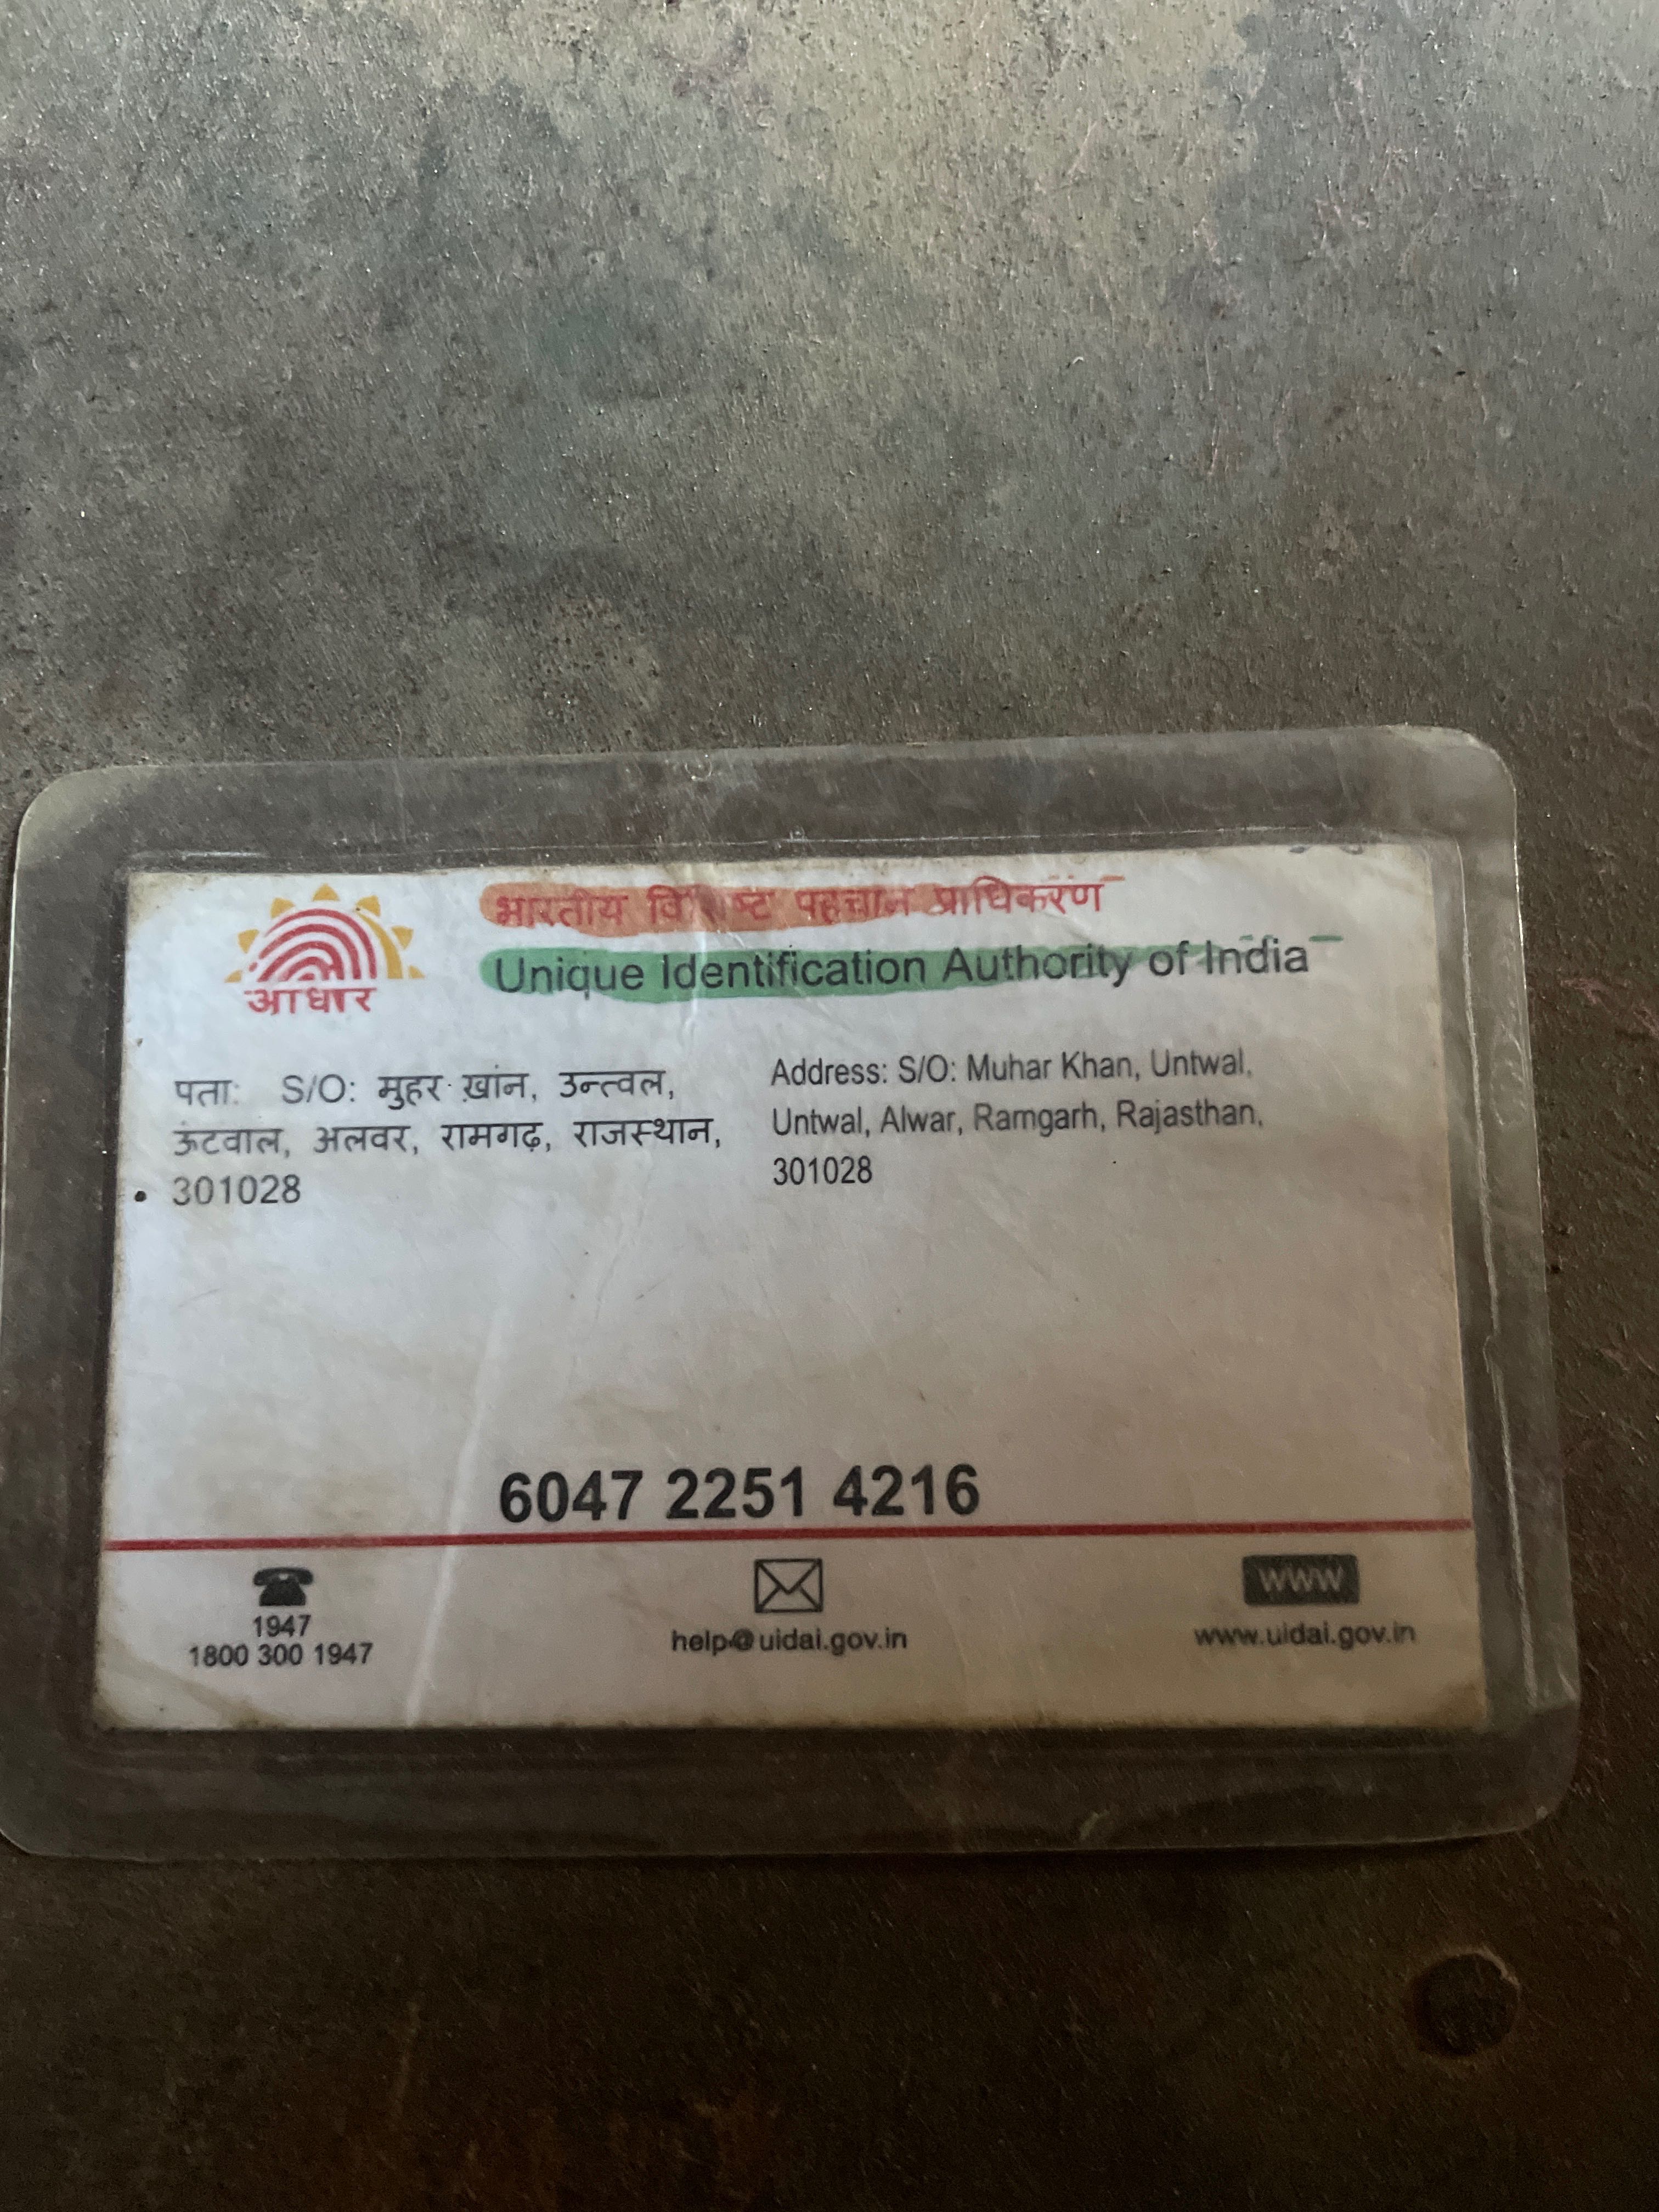 आधार
भारतीय विशिष्ट पहचान प्राधिकरण
Unique Identification Authority of India
पता: S/O: मुहर खांन, उन्त्वल,
ऊंटवाल, अलवर, रामगढ़, राजस्थान,
301028
Address: S/O: Muhar Khan, Untwal,
Untwal, Alwar, Ramgarh, Rajasthan,
301028
6047 2251 4216
1947
1800 300 1947
help@uidai.gov.in
www
www.uidai.gov.in